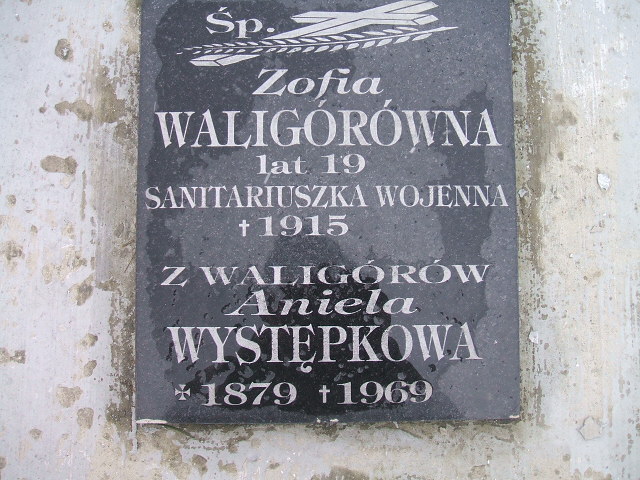 Śp.
Zofia
WALIGÓRÓWNA
lat 19
SANITARIUSZKA WOJENNA
† 1915
Z WALIGÓRÓW
Aniela
WYSTĘPKOWA
✠ 1879 † 1969